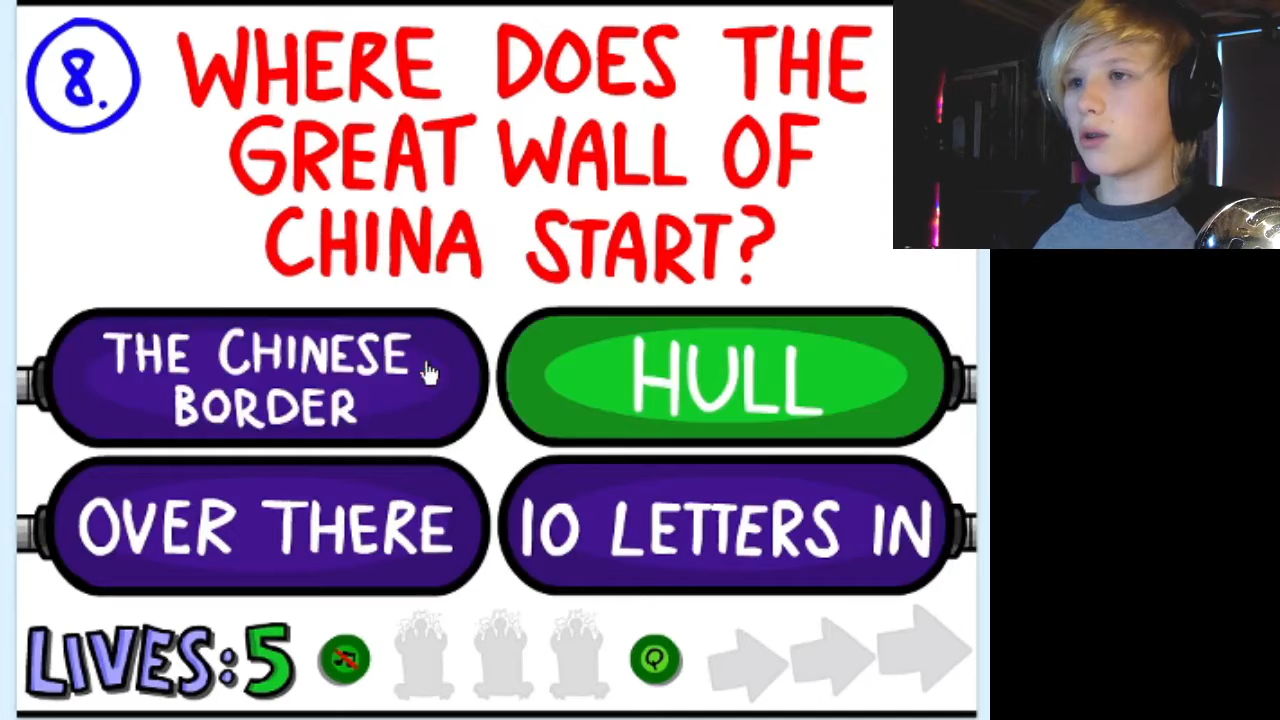 8.
WHERE DOES THE
GREAT WALL OF
CHINA START?
THE CHINESE
BORDER
HULL
OVER THERE
10 LETTERS IN
LIVES:5